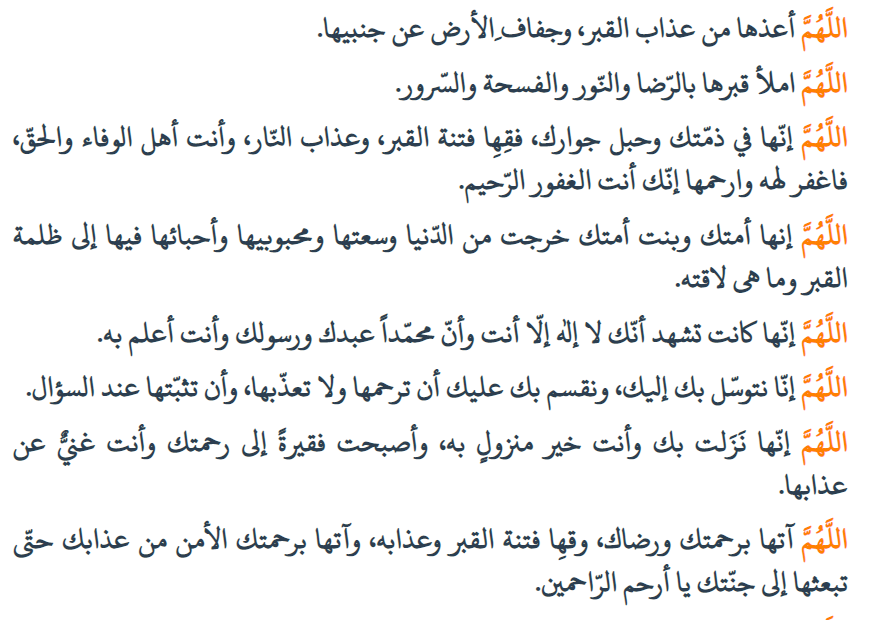 اللَّهُمَّ أعذها من عذاب القبر، وجفاف ِالأرض عن جنبيها.
اللَّهُمَّ املأ قبرها بالرّضا والنّور والفسحة والسّرور.
اللَّهُمَّ إنّها في ذمّتك وحبل جوارك، فقِهِا فتنة القبر، وعذاب النّار، وأنت أهل الوفاء والحقّ،
فاغفر لهه وارحمها إنّك أنت الغفور الرّحيم.
اللَّهُمَّ إنها أمتك وبنت أمتك خرجت من الدّنيا وسعتها ومحبوبيها وأحبائها فيها إلى ظلمة
القبر وما هى لاقته.
اللَّهُمَّ إنّها كانت تشهد أنّك لا إله إلّا أنت وأنّ محمّداً عبدك ورسولك وأنت أعلم به.
اللَّهُمَّ إنّا نتوسّل بك إليك، ونقسم بك عليك أن ترحمها ولا تعذّبها، وأن تثبّتها عند السؤال.
اللَّهُمَّ إنّها نَزَلت بك وأنت خير منزولٍ به، وأصبحت فقيرةً إلى رحمتك وأنت غنيٌّ عن
عذابها.
اللَّهُمَّ آتها برحمتك ورضاك، وقهِا فتنة القبر وعذابه، وآتها برحمتك الأمن من عذابك حتّى
تبعثها إلى جنّتك يا أرحم الرّاحمين.